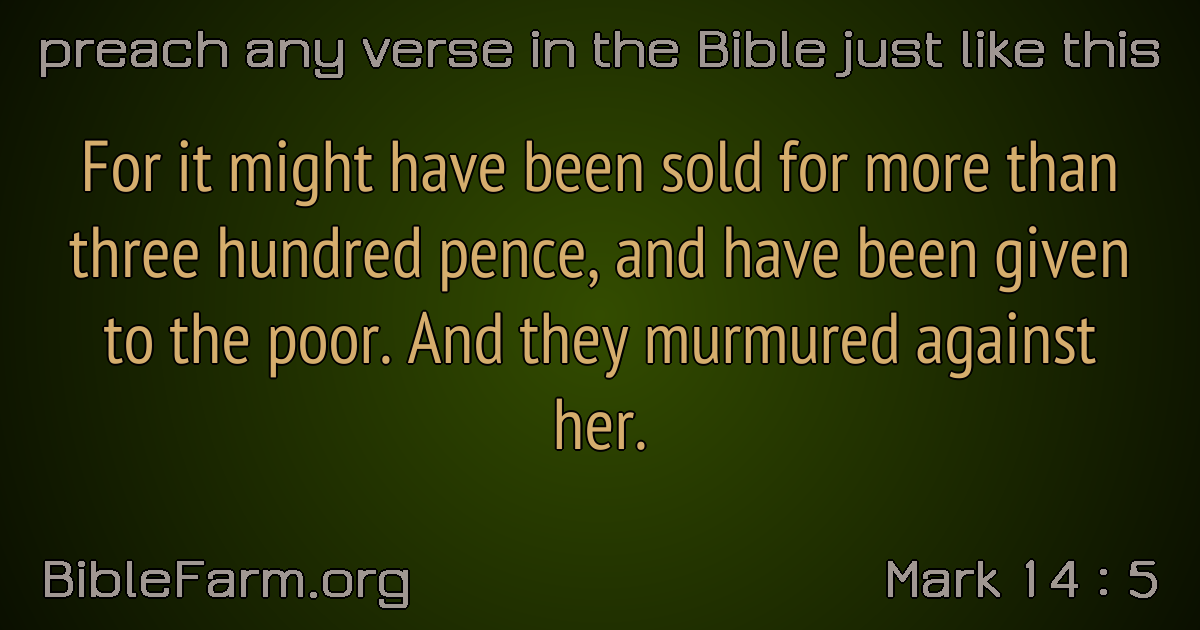 preach any verse in the Bible just like this
For it might have been sold for more than
three hundred pence, and have been given
to the poor. And they murmured against
her.
BibleFarm.org
Mark 14 : 5